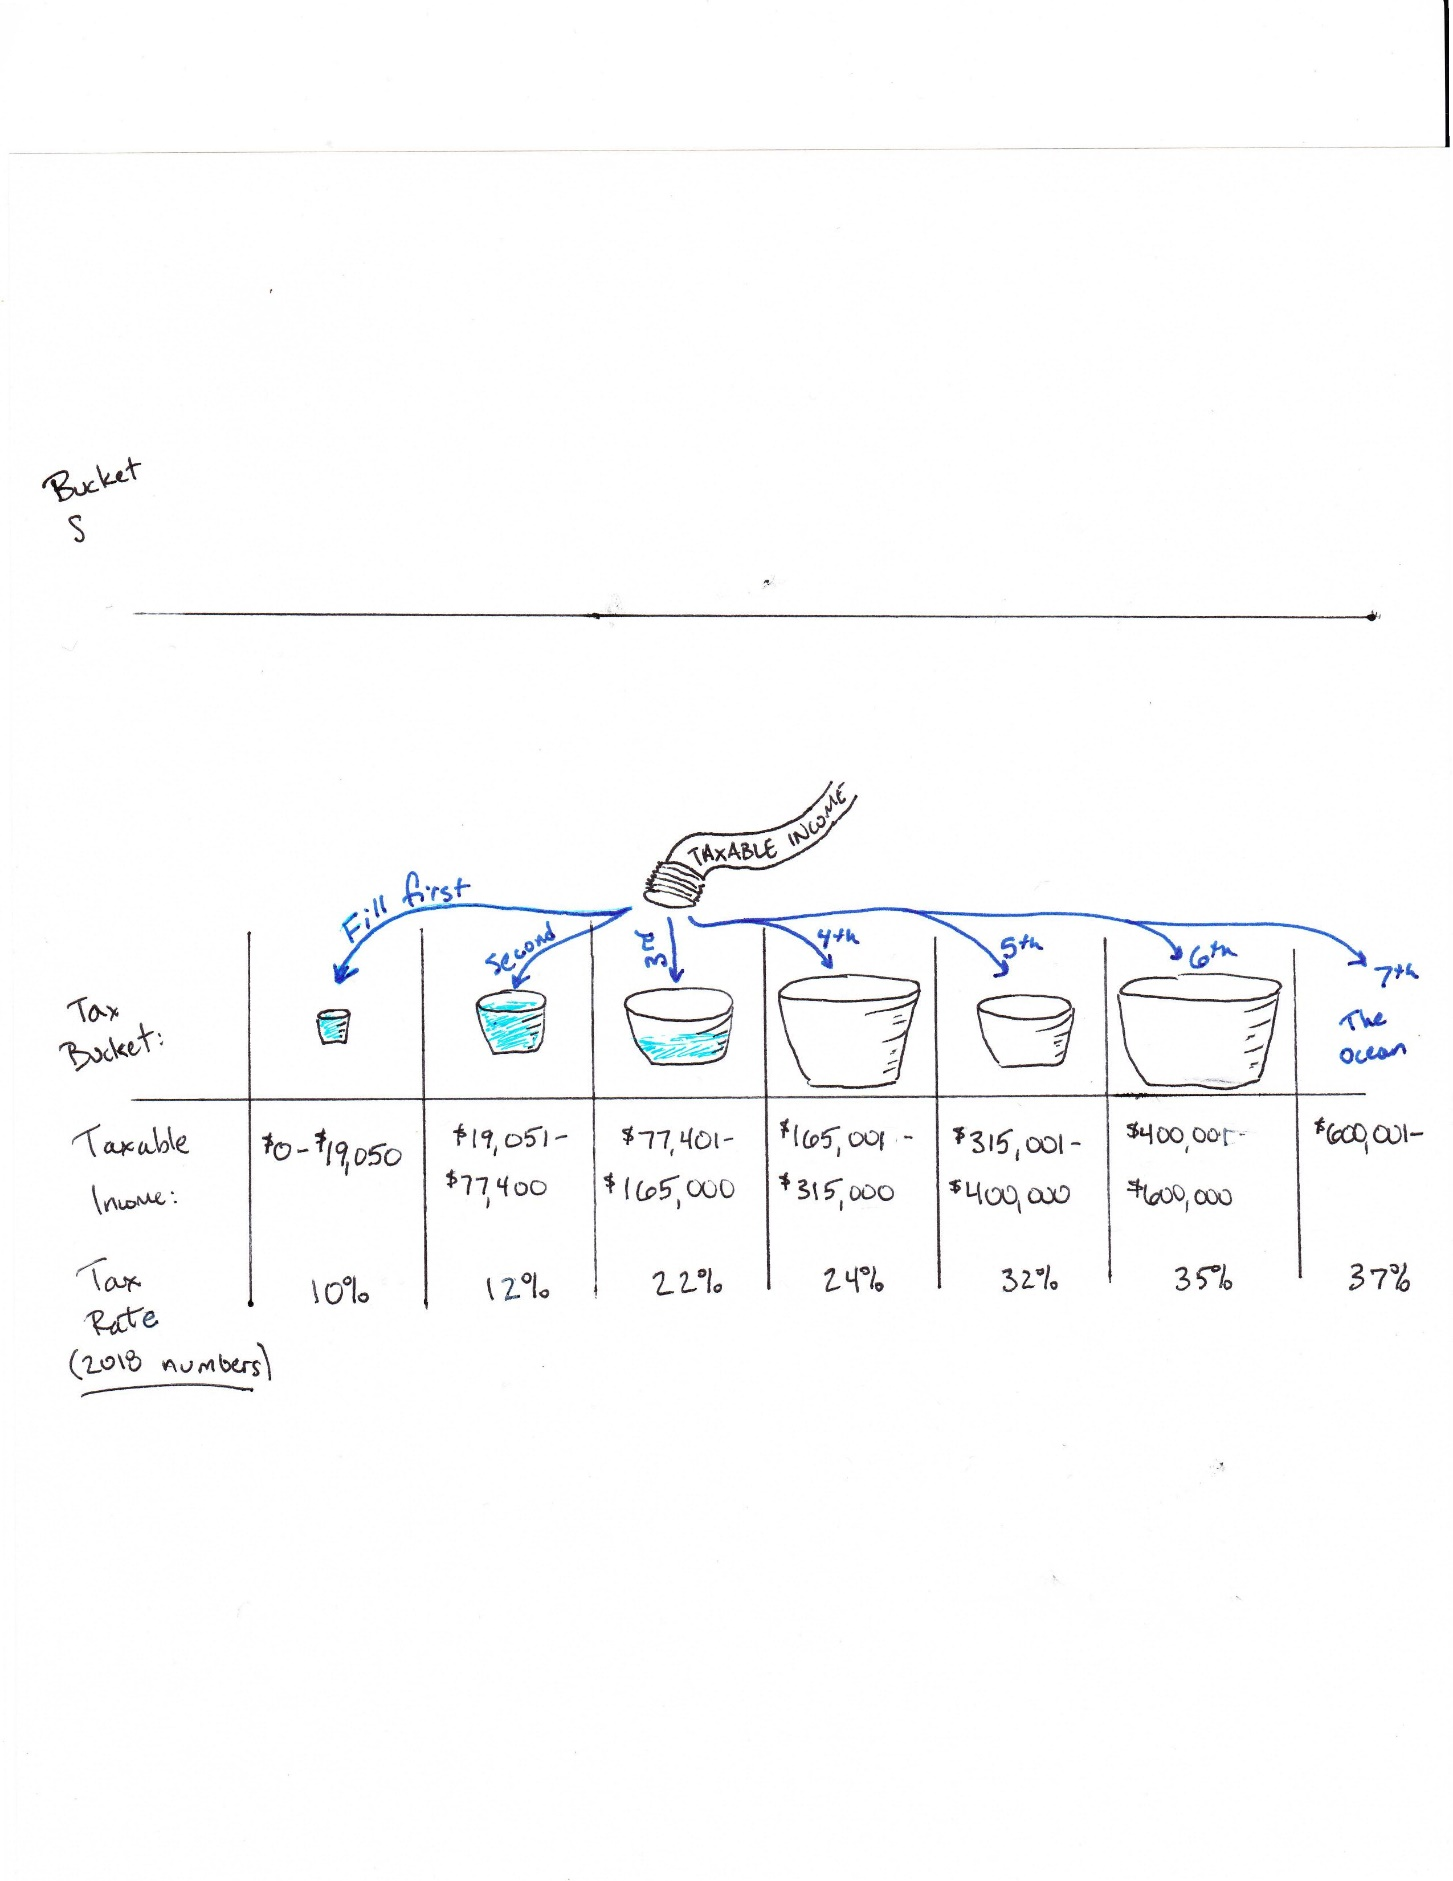 Bucket
S
TAXABLE INCOME
Fill first
Second
3rd
4th
5th
6th
7th
Tax
Bucket:
The
ocean
Taxable
Income:
$0-$19,050
$19,051-
$77,400
$77,401-
$165,000
$165,001-
$315,000
$315,001-
$400,000
$400,001-
$600,000
$600,001-
Tax
Rate
(2018 numbers)
10%
12%
22%
24%
32%
35%
37%